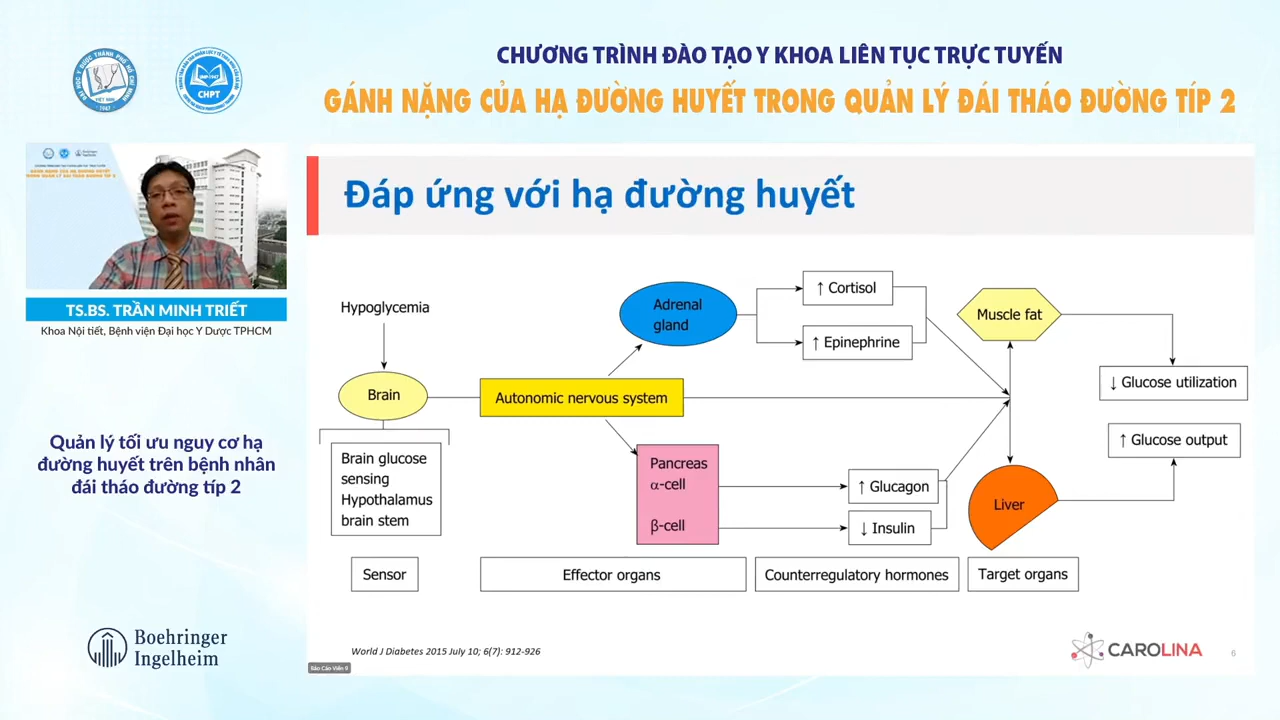 CHƯƠNG TRÌNH ĐÀO TẠO Y KHOA LIÊN TỤC TRỰC TUYẾN
GÁNH NẶNG CỦA HẠ ĐƯỜNG HUYẾT TRONG QUẢN LÝ ĐÁI THÁO ĐƯỜNG TÍP 2
CHPT
TS.BS. TRẦN MINH TRIẾT
Khoa Nội tiết, Bệnh viện Đại học Y Dược TPHCM
Quản lý tối ưu nguy cơ hạ
đường huyết trên bệnh nhân
đái tháo đường típ 2
Boehringer
Ingelheim
Đáp ứng với hạ đường huyết
Hypoglycemia
Brain
Brain glucose
sensing
Hypothalamus
brain stem
Sensor
Autonomic nervous system
Adrenal
gland
Pancreas
α-cell
β-cell
Effector organs
↑ Cortisol
↑ Epinephrine
↑ Glucagon
↓ Insulin
Counterregulatory hormones
Muscle fat
Liver
Target organs
↓ Glucose utilization
↑ Glucose output
World J Diabetes 2015 July 10; 6(7): 912-926
Báo Cáo Viên 0
CAROLINA
6